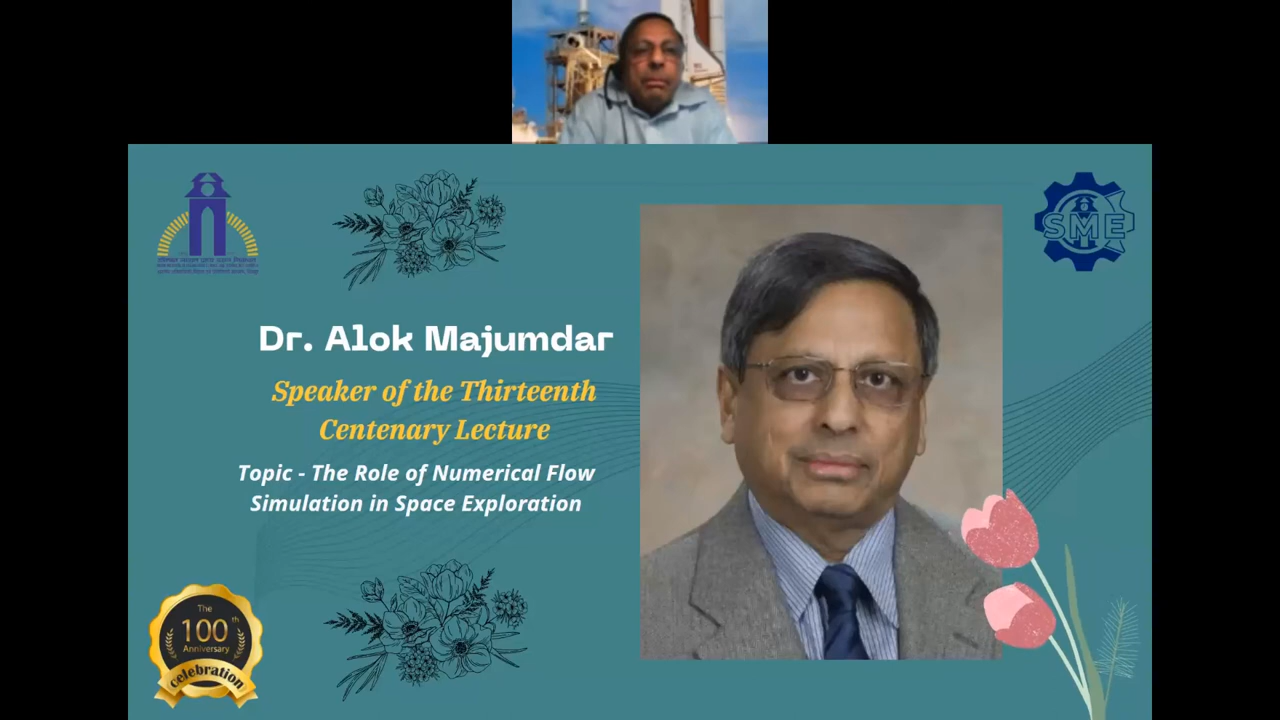 SME
Dr. Alok Majumdar
Speaker of the Thirteenth
Centenary Lecture
Topic - The Role of Numerical Flow
Simulation in Space Exploration
The
100th
Anniversary
celebration